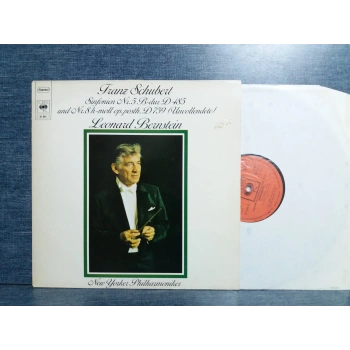 Franz Schubert
Sinfonien Nr.5 B-dur D 485
und Nr.8 h-moll op.posth. D 759 (Unvollendete)
Leonard Bernstein
New Yorker Philharmoniker